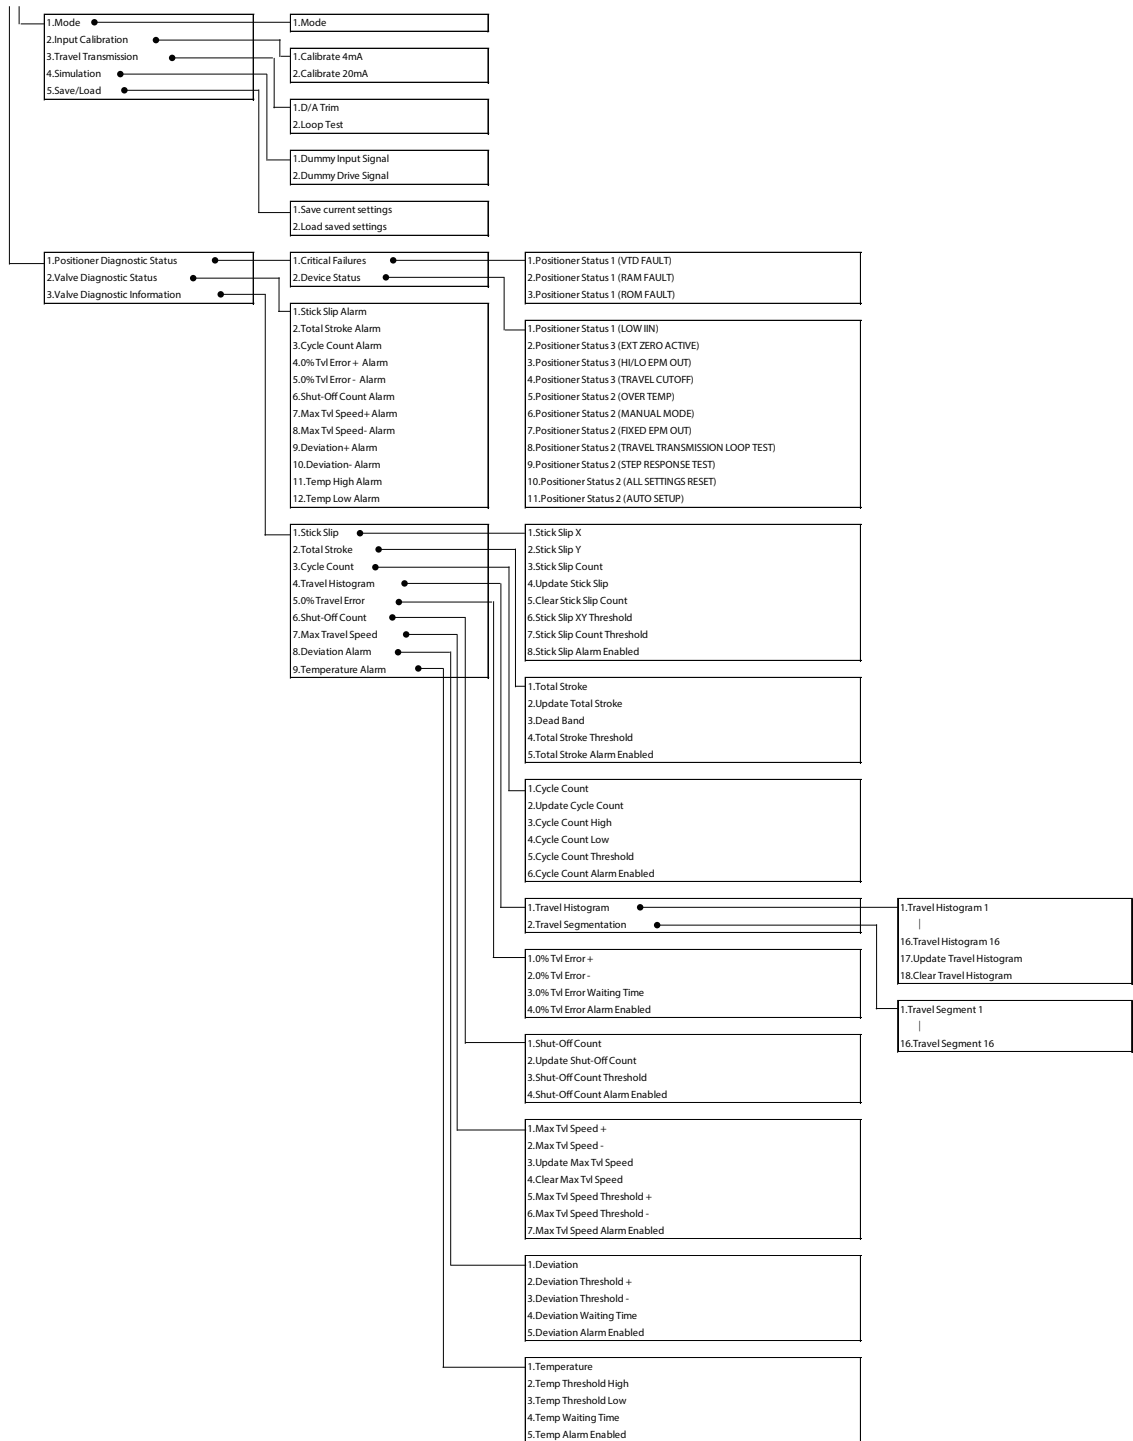 1.Mode
2.Input Calibration
3.Travel Transmission
4.Simulation
5.Save/Load
1.Mode
1.Calibrate 4mA
2.Calibrate 20mA
1.D/A Trim
2.Loop Test
1.Dummy Input Signal
2.Dummy Drive Signal
1.Save current settings
2.Load saved settings
1.Positioner Diagnostic Status
2.Valve Diagnostic Status
3.Valve Diagnostic Information
1.Critical Failures
2.Device Status
1.Positioner Status 1 (VTD FAULT)
2.Positioner Status 1 (RAM FAULT)
3.Positioner Status 1 (ROM FAULT)
1.Stick Slip Alarm
2.Total Stroke Alarm
3.Cycle Count Alarm
4.0% Tvl Error + Alarm
5.0% Tvl Error - Alarm
6.Shut-Off Count Alarm
7.Max Tvl Speed+ Alarm
8.Max Tvl Speed- Alarm
9.Deviation+ Alarm
10.Deviation- Alarm
11.Temp High Alarm
12.Temp Low Alarm
1.Positioner Status 1 (LOW IIN)
2.Positioner Status 3 (EXT ZERO ACTIVE)
3.Positioner Status 3 (HI/LO EPM OUT)
4.Positioner Status 3 (TRAVEL CUTOFF)
5.Positioner Status 2 (OVER TEMP)
6.Positioner Status 2 (MANUAL MODE)
7.Positioner Status 2 (FIXED EPM OUT)
8.Positioner Status 2 (TRAVEL TRANSMISSION LOOP TEST)
9.Positioner Status 2 (STEP RESPONSE TEST)
10.Positioner Status 2 (ALL SETTINGS RESET)
11.Positioner Status 2 (AUTO SETUP)
1.Stick Slip
2.Total Stroke
3.Cycle Count
4.Travel Histogram
5.0% Travel Error
6.Shut-Off Count
7.Max Travel Speed
8.Deviation Alarm
9.Temperature Alarm
1.Stick Slip X
2.Stick Slip Y
3.Stick Slip Count
4.Update Stick Slip
5.Clear Stick Slip Count
6.Stick Slip XY Threshold
7.Stick Slip Count Threshold
8.Stick Slip Alarm Enabled
1.Total Stroke
2.Update Total Stroke
3.Dead Band
4.Total Stroke Threshold
5.Total Stroke Alarm Enabled
1.Cycle Count
2.Update Cycle Count
3.Cycle Count High
4.Cycle Count Low
5.Cycle Count Threshold
6.Cycle Count Alarm Enabled
1.Travel Histogram
2.Travel Segmentation
1.Travel Histogram 1
|
16.Travel Histogram 16
17.Update Travel Histogram
18.Clear Travel Histogram
1.0% Tvl Error +
2.0% Tvl Error -
3.0% Tvl Error Waiting Time
4.0% Tvl Error Alarm Enabled
1.Travel Segment 1
|
16.Travel Segment 16
1.Shut-Off Count
2.Update Shut-Off Count
3.Shut-Off Count Threshold
4.Shut-Off Count Alarm Enabled
1.Max Tvl Speed +
2.Max Tvl Speed -
3.Update Max Tvl Speed
4.Clear Max Tvl Speed
5.Max Tvl Speed Threshold +
6.Max Tvl Speed Threshold -
7.Max Tvl Speed Alarm Enabled
1.Deviation
2.Deviation Threshold +
3.Deviation Threshold -
4.Deviation Waiting Time
5.Deviation Alarm Enabled
1.Temperature
2.Temp Threshold High
3.Temp Threshold Low
4.Temp Waiting Time
5.Temp Alarm Enabled